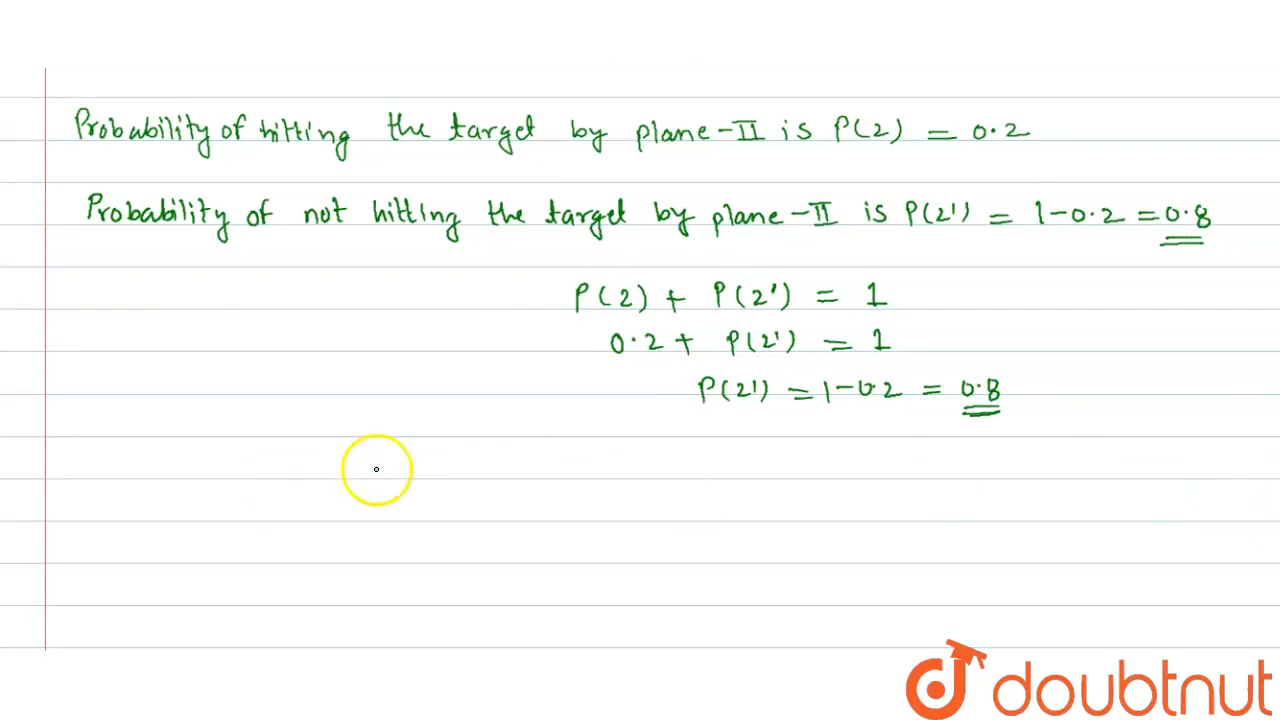 Probability of hitting the target by plane-II is P(2) = 0.2
Probability of not hitting the target by plane-II is P(2') = 1-0.2 = 0.8
P(2) + P(2') = 1
0.2 + P(2') = 1
P(2') = 1-0.2 = 0.8
doubtnut